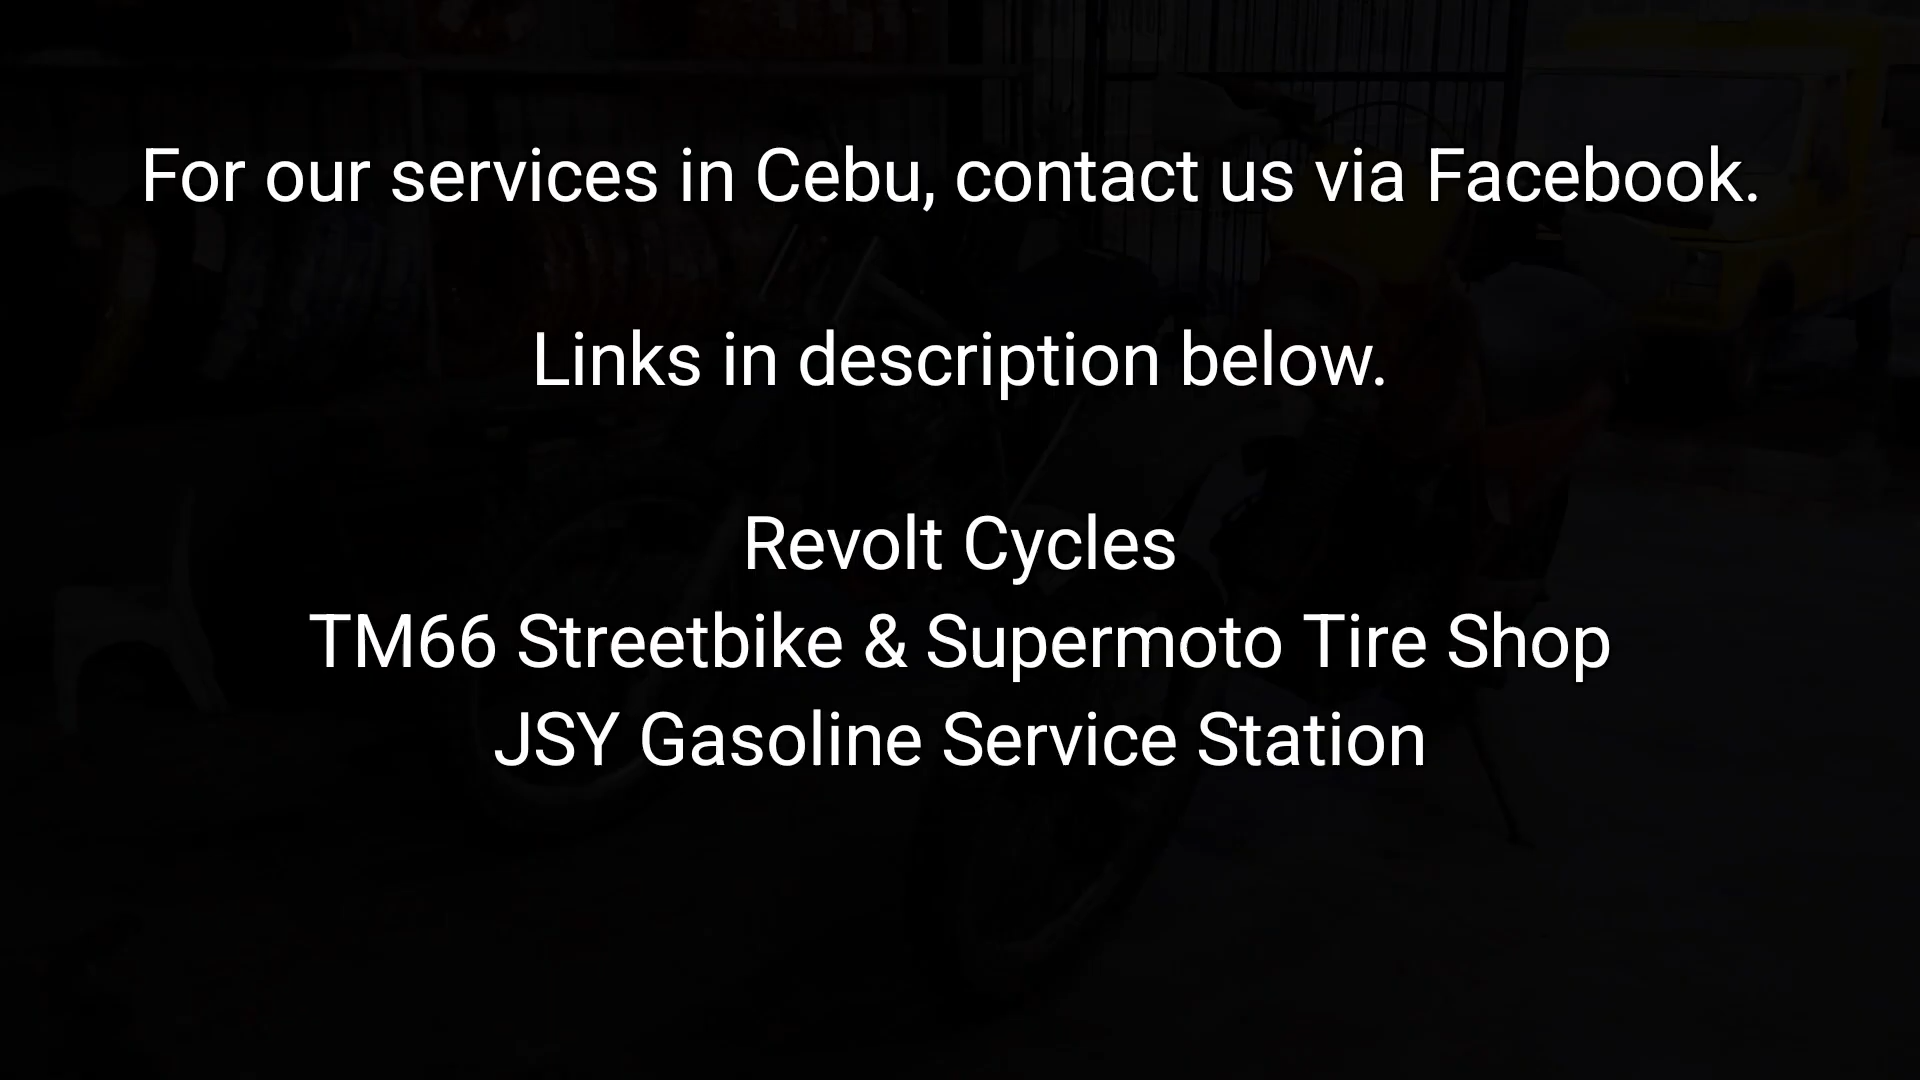 For our services in Cebu, contact us via Facebook.
Links in description below.
Revolt Cycles
TM66 Streetbike & Supermoto Tire Shop
JSY Gasoline Service Station